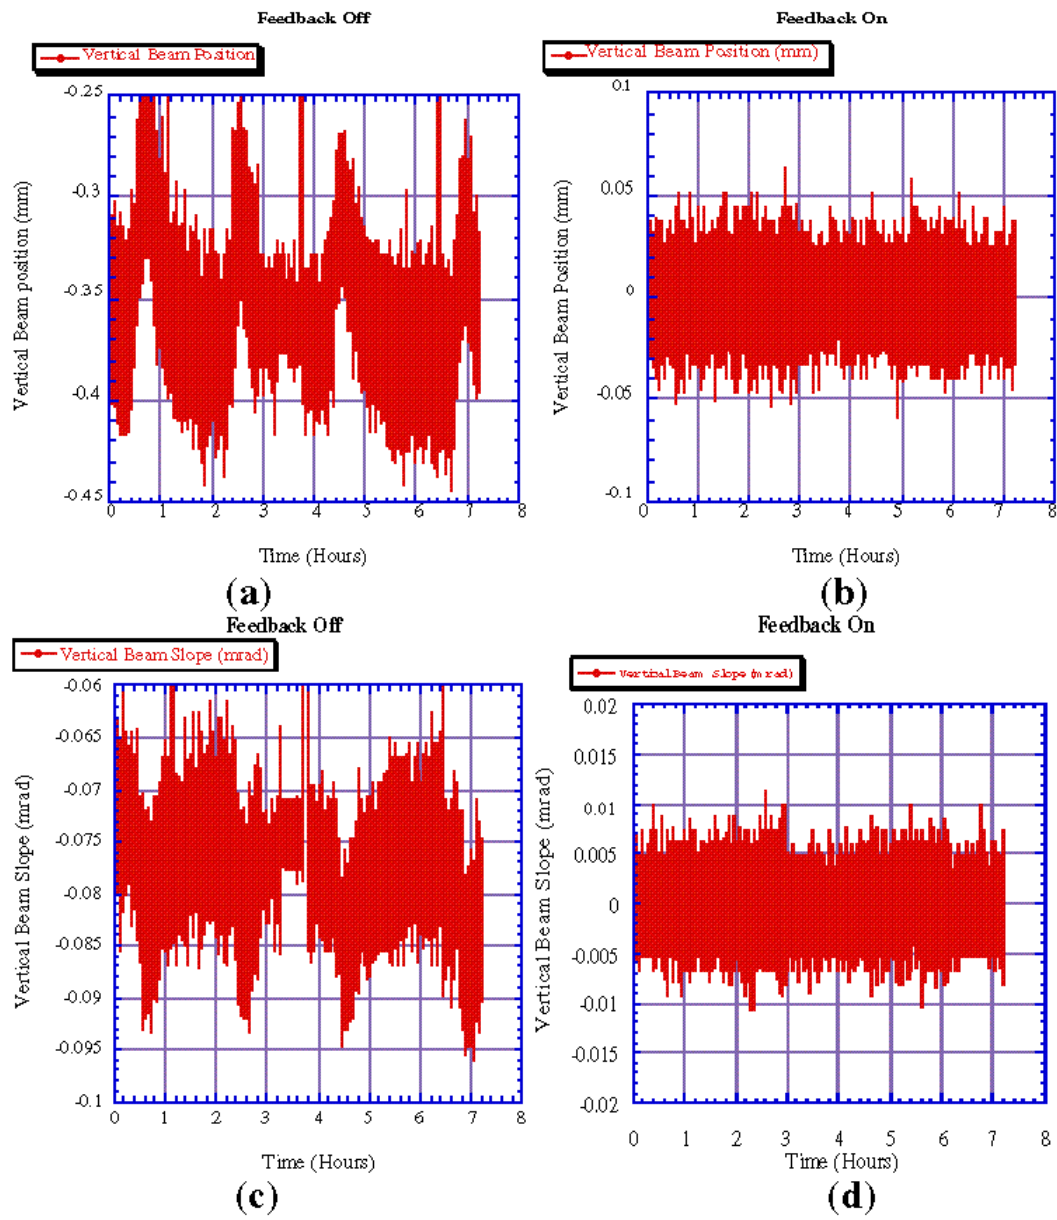 Feedback Off
Vertical Beam Position
-0.25
-0.3
-0.35
-0.4
-0.45
Vertical Beam position (mm)
0 1 2 3 4 5 6 7 8
Time (Hours)
(a)
Feedback On
Vertical Beam Position (mm)
0.1
0.05
0
-0.05
-0.1
Vertical Beam Position (mm)
0 1 2 3 4 5 6 7 8
Time (Hours)
(b)
Feedback Off
Vertical Beam Slope (mrad)
-0.06
-0.065
-0.07
-0.075
-0.08
-0.085
-0.09
-0.095
-0.1
Vertical Beam Slope (mrad)
0 1 2 3 4 5 6 7 8
Time (Hours)
(c)
Feedback On
Vertical Beam Slope (mrad)
0.02
0.015
0.01
0.005
0
-0.005
-0.01
-0.015
-0.02
Vertical Beam Slope (mrad)
0 1 2 3 4 5 6 7 8
Time (Hours)
(d)